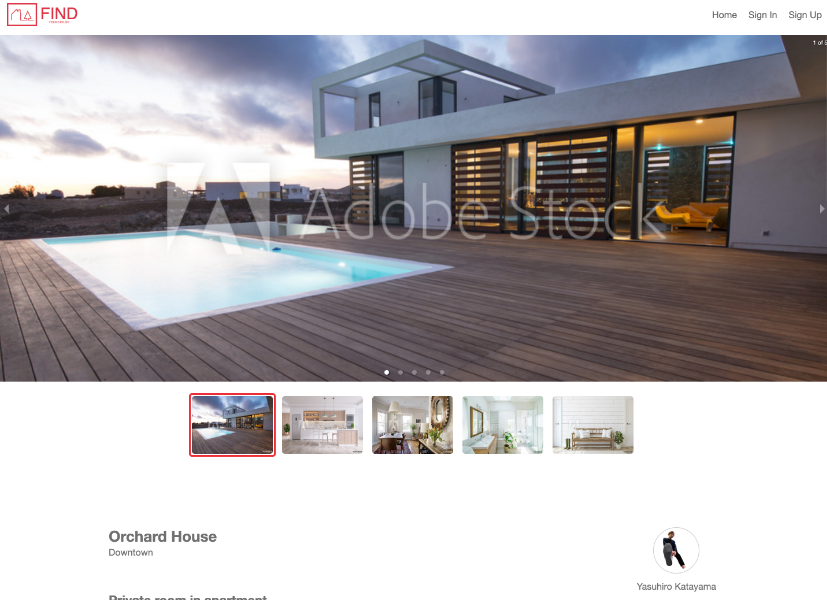 FIND
Home Sign In Sign Up
1 of 5
Adobe Stock
Orchard House
Downtown
Yasuhiro Katayama
Private room in apartment